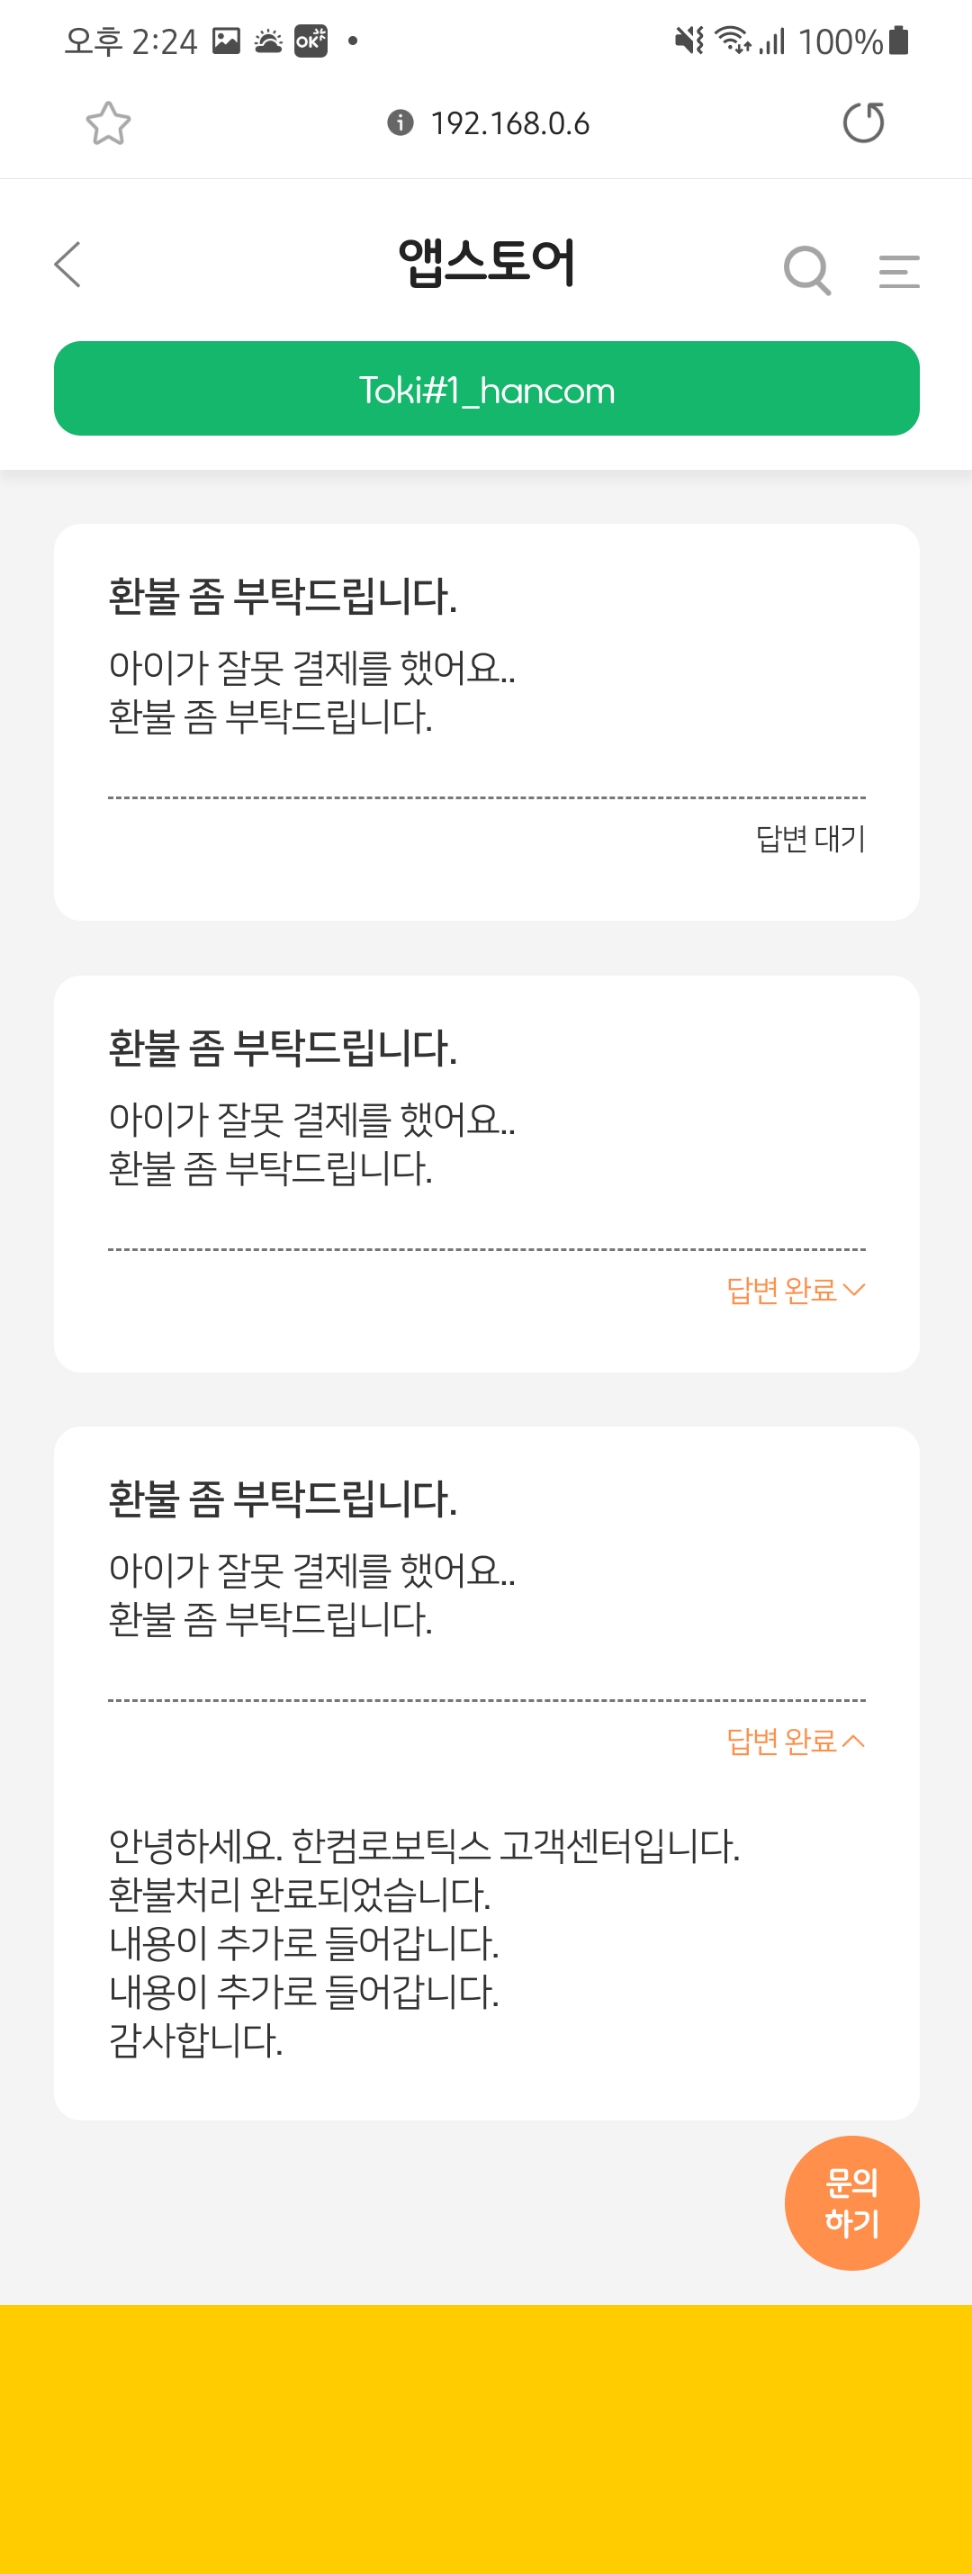 오후 2:24 OK 100%
192.168.0.6
앱스토어
Toki#1_hancom
환불 좀 부탁드립니다.
아이가 잘못 결제를 했어요..
환불 좀 부탁드립니다.
답변 대기
환불 좀 부탁드립니다.
아이가 잘못 결제를 했어요..
환불 좀 부탁드립니다.
답변 완료
환불 좀 부탁드립니다.
아이가 잘못 결제를 했어요..
환불 좀 부탁드립니다.
답변 완료
안녕하세요. 한컴로보틱스 고객센터입니다.
환불처리 완료되었습니다.
내용이 추가로 들어갑니다.
내용이 추가로 들어갑니다.
감사합니다.
문의
하기